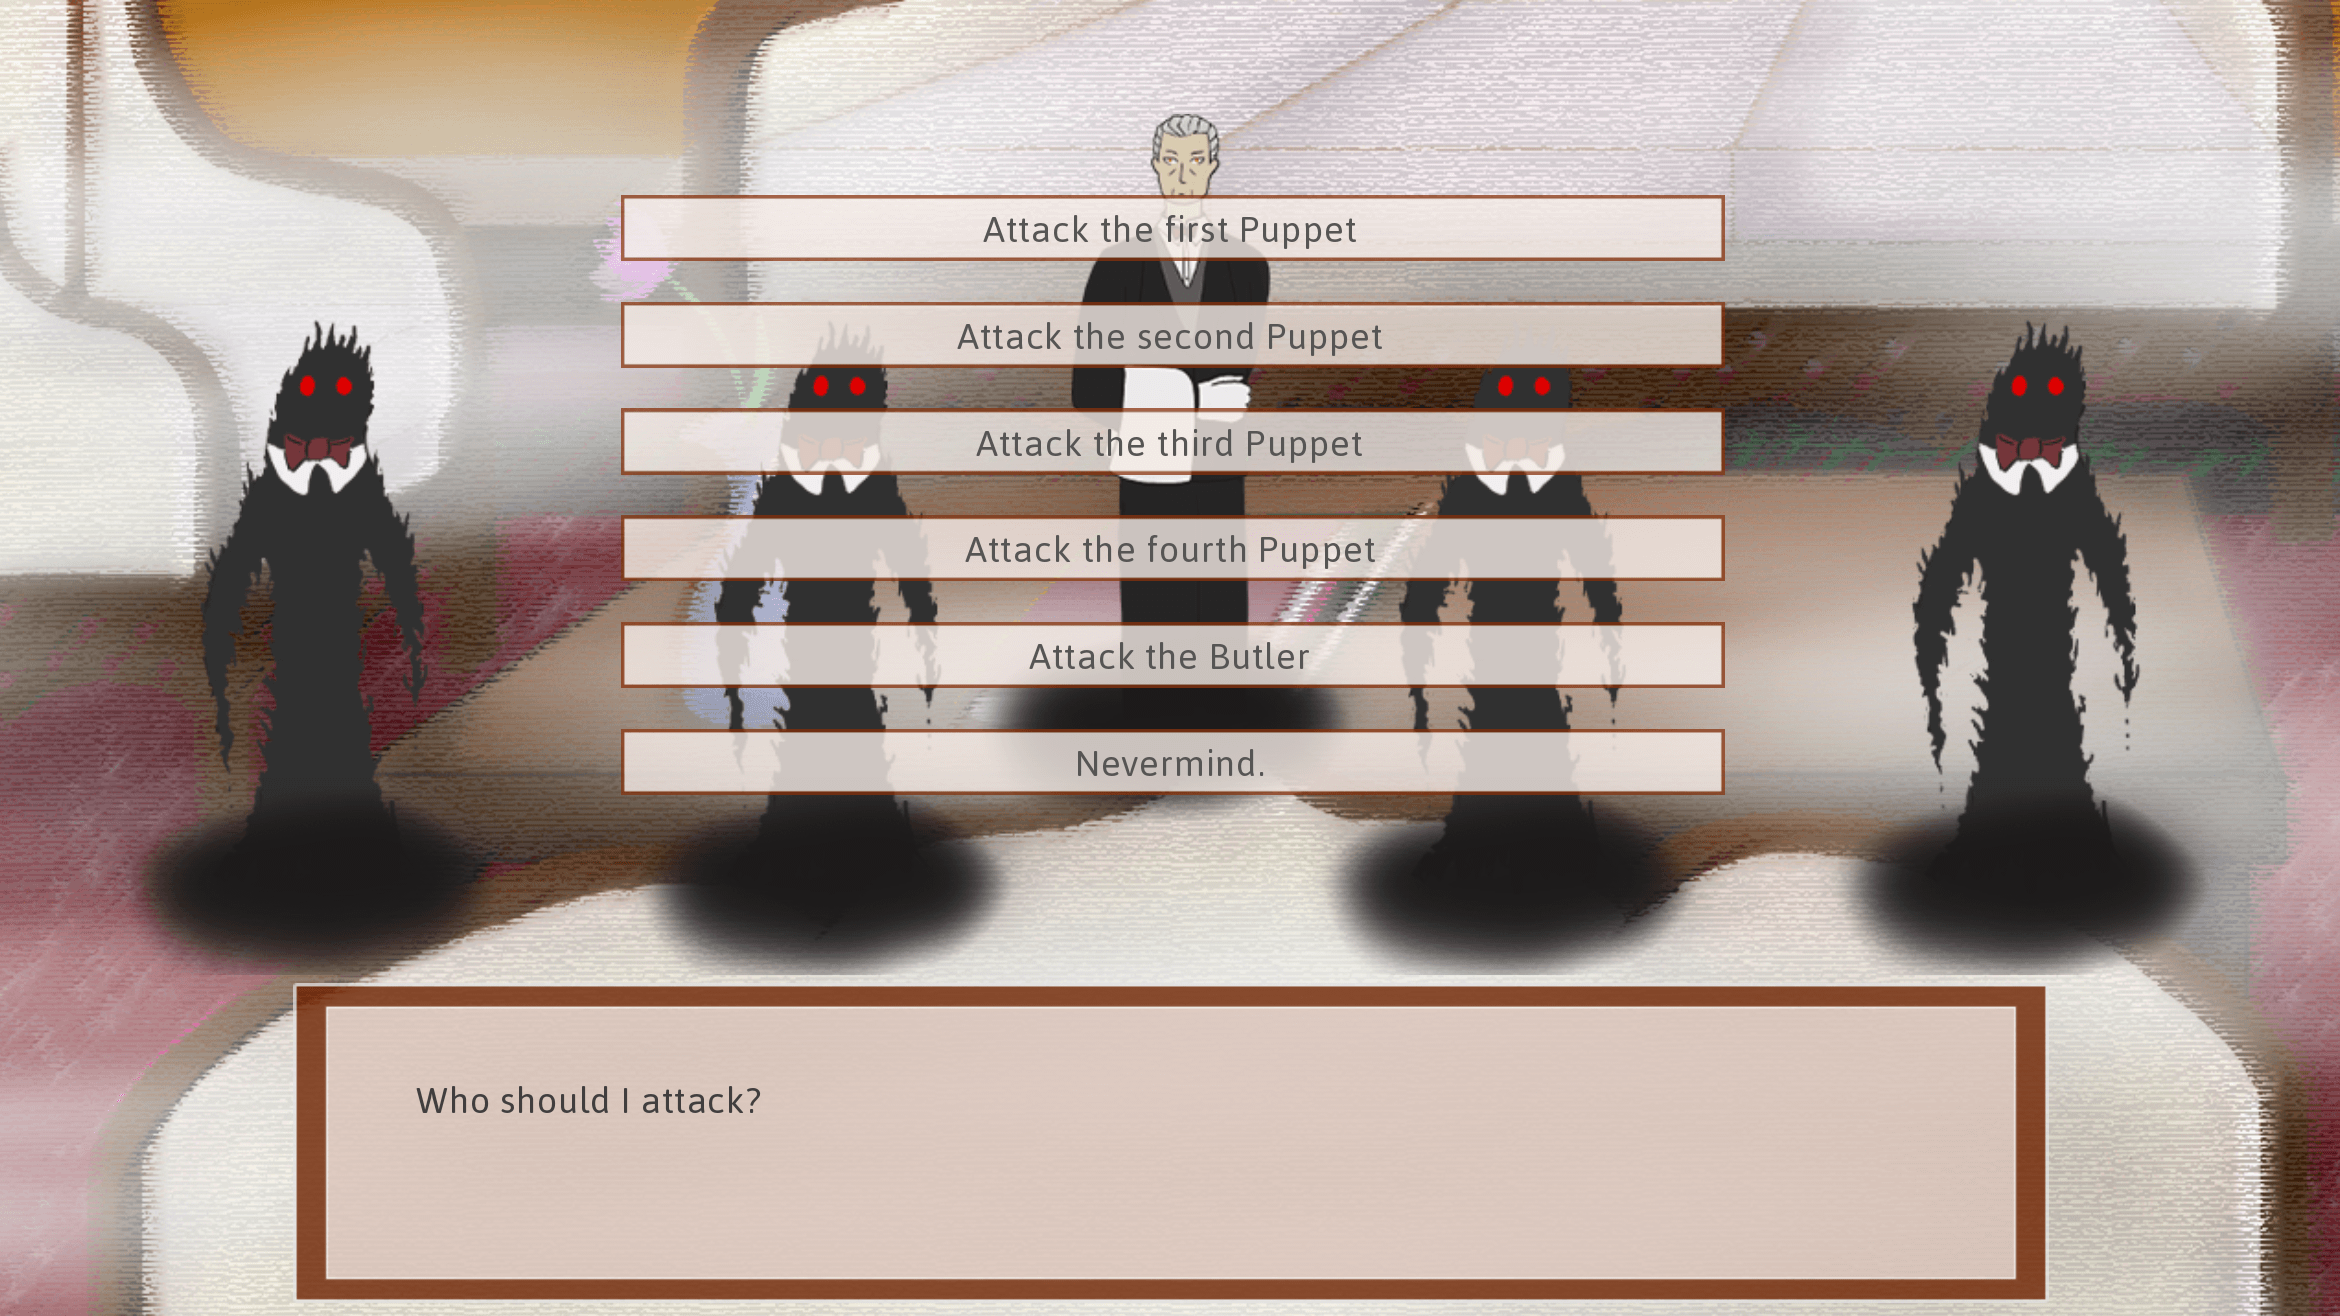 Attack the first Puppet
Attack the second Puppet
Attack the third Puppet
Attack the fourth Puppet
Attack the Butler
Nevermind.
Who should I attack?